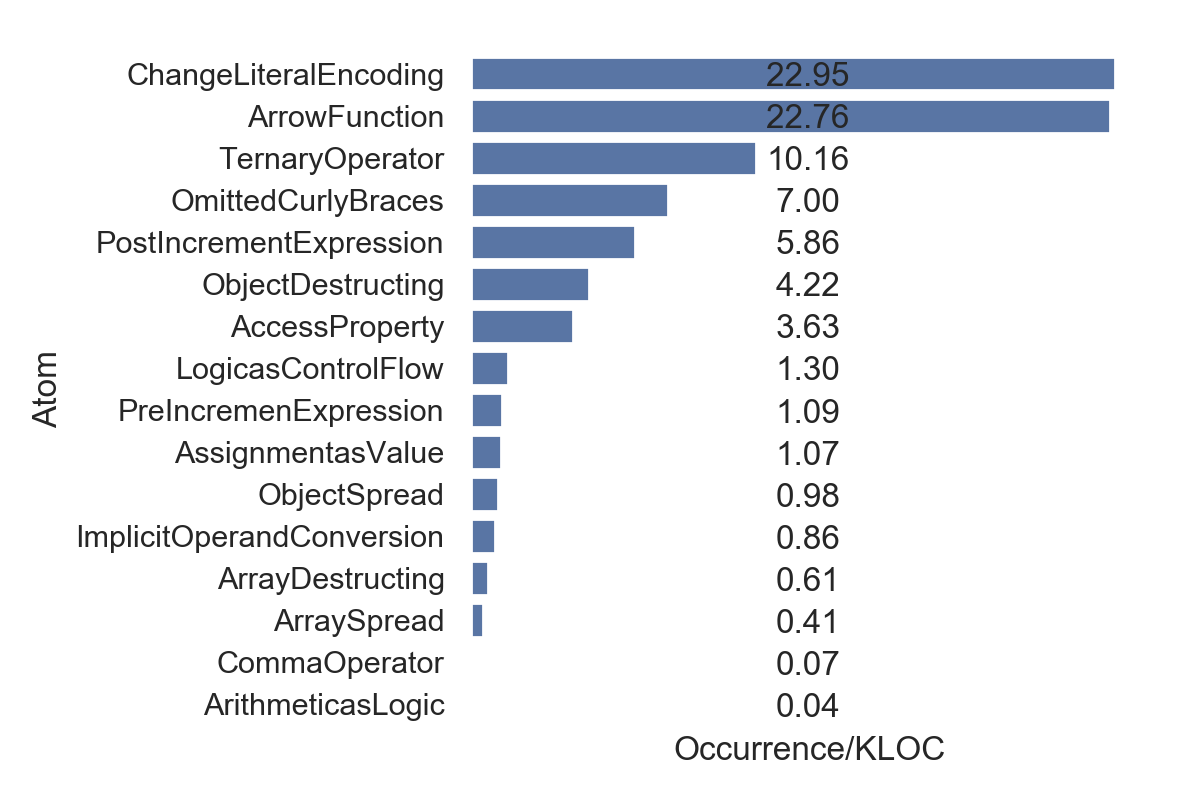 ChangeLiteralEncoding 22.95
ArrowFunction 22.76
TernaryOperator 10.16
OmittedCurlyBraces 7.00
PostIncrementExpression 5.86
ObjectDestructing 4.22
AccessProperty 3.63
LogicasControlFlow 1.30
PreIncremenExpression 1.09
AssignmentasValue 1.07
ObjectSpread 0.98
ImplicitOperandConversion 0.86
ArrayDestructing 0.61
ArraySpread 0.41
CommaOperator 0.07
ArithmeticasLogic 0.04
Atom
Occurrence/KLOC